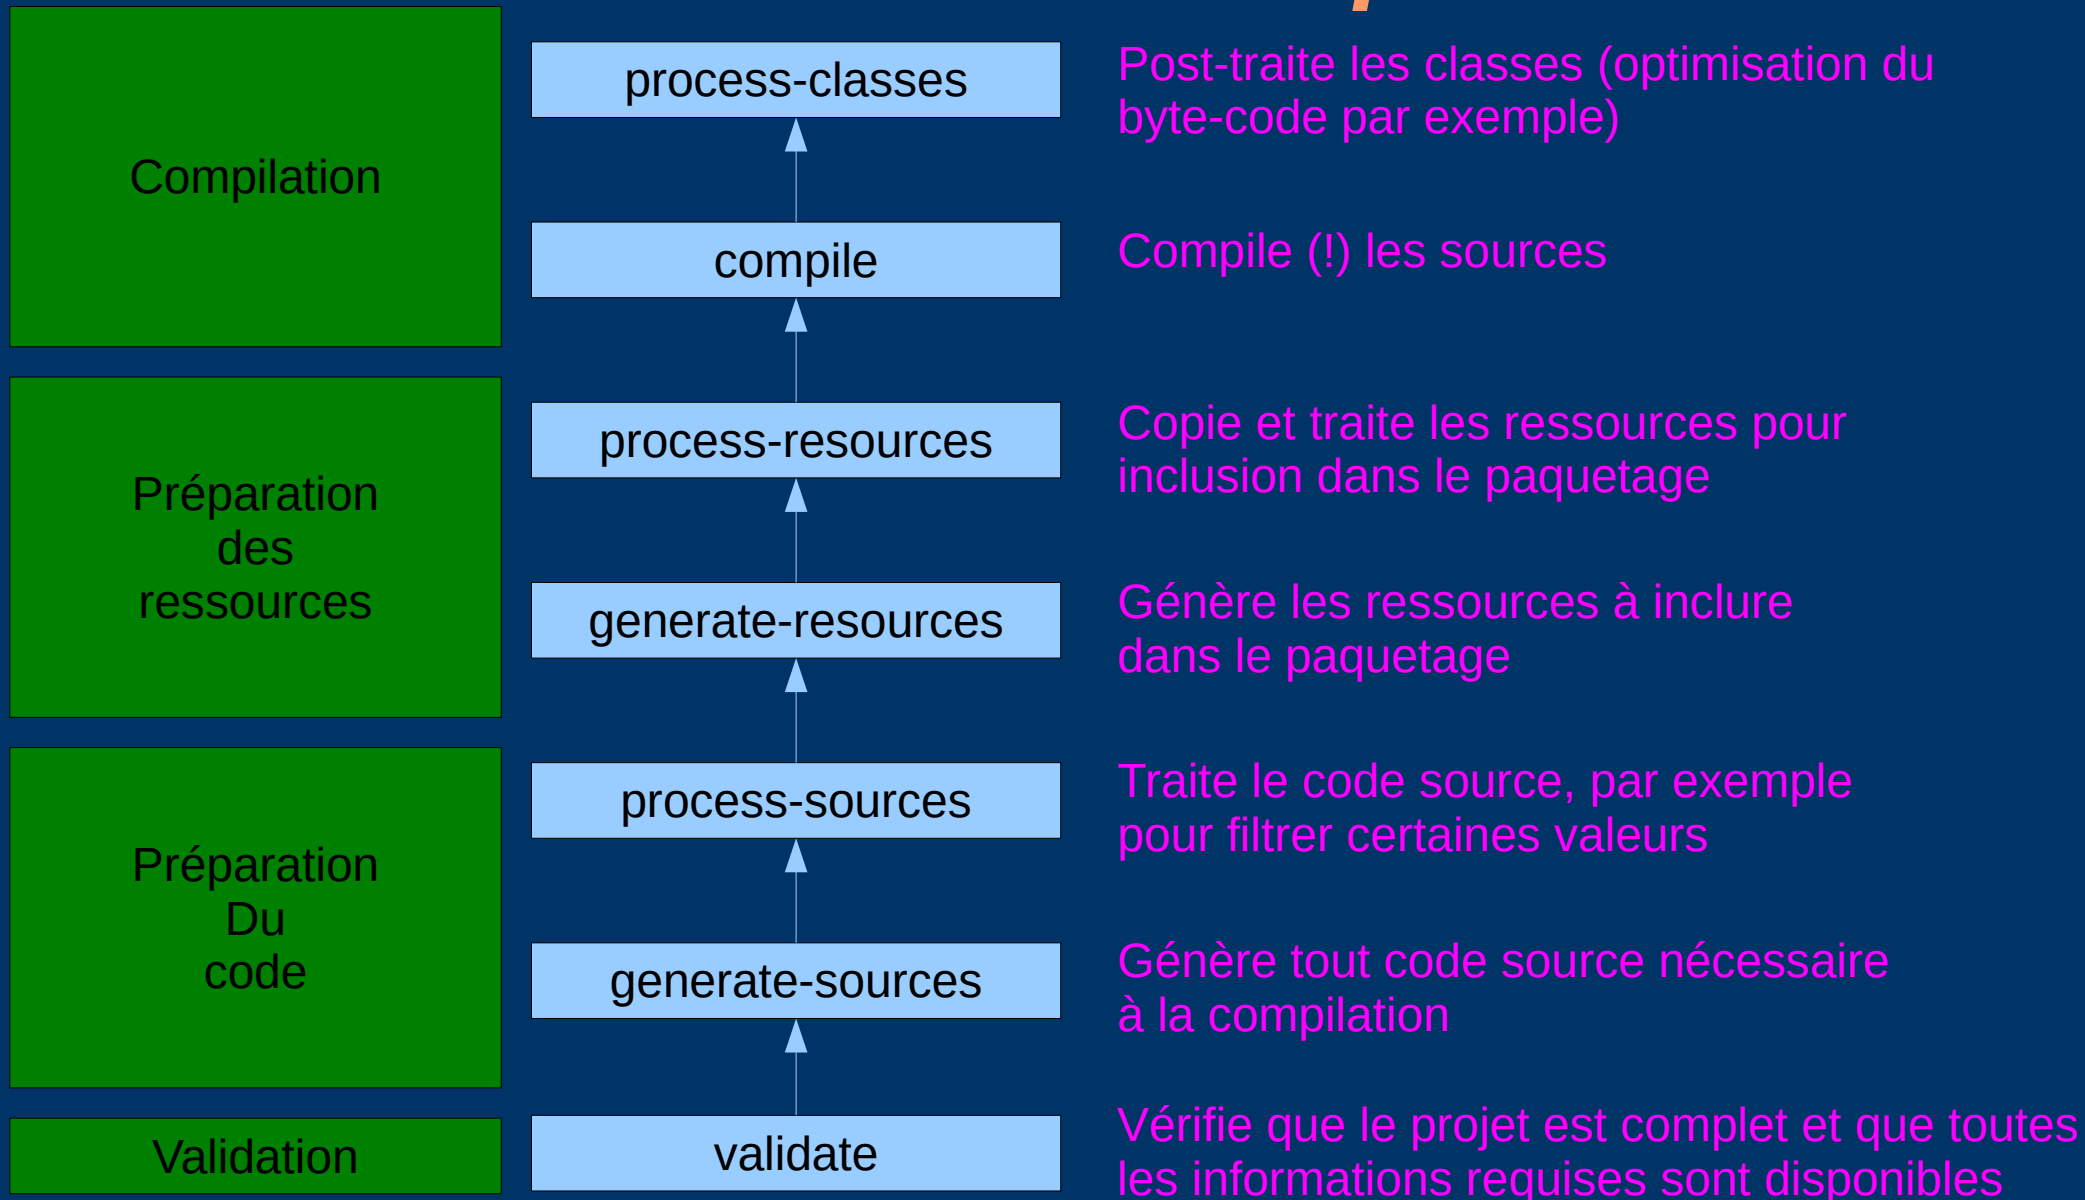 Compilation
process-classes
Post-traite les classes (optimisation du
byte-code par exemple)
compile
Compile (!) les sources
Préparation
des
ressources
process-resources
Copie et traite les ressources pour
inclusion dans le paquetage
generate-resources
Génère les ressources à inclure
dans le paquetage
Préparation
Du
code
process-sources
Traite le code source, par exemple
pour filtrer certaines valeurs
generate-sources
Génère tout code source nécessaire
à la compilation
Validation
validate
Vérifie que le projet est complet et que toutes
les informations requises sont disponibles